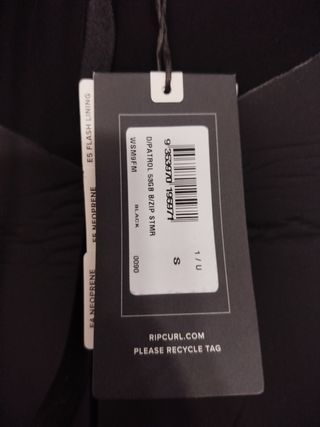 E5 FLASH LINING
E5 NEOPRENE
E4 NEOPRENE
D/PATROL 53GB B/ZIP STMR
WSM9FM
BLACK
0090
S
1 / U
RIPCURL.COM
PLEASE RECYCLE TAG